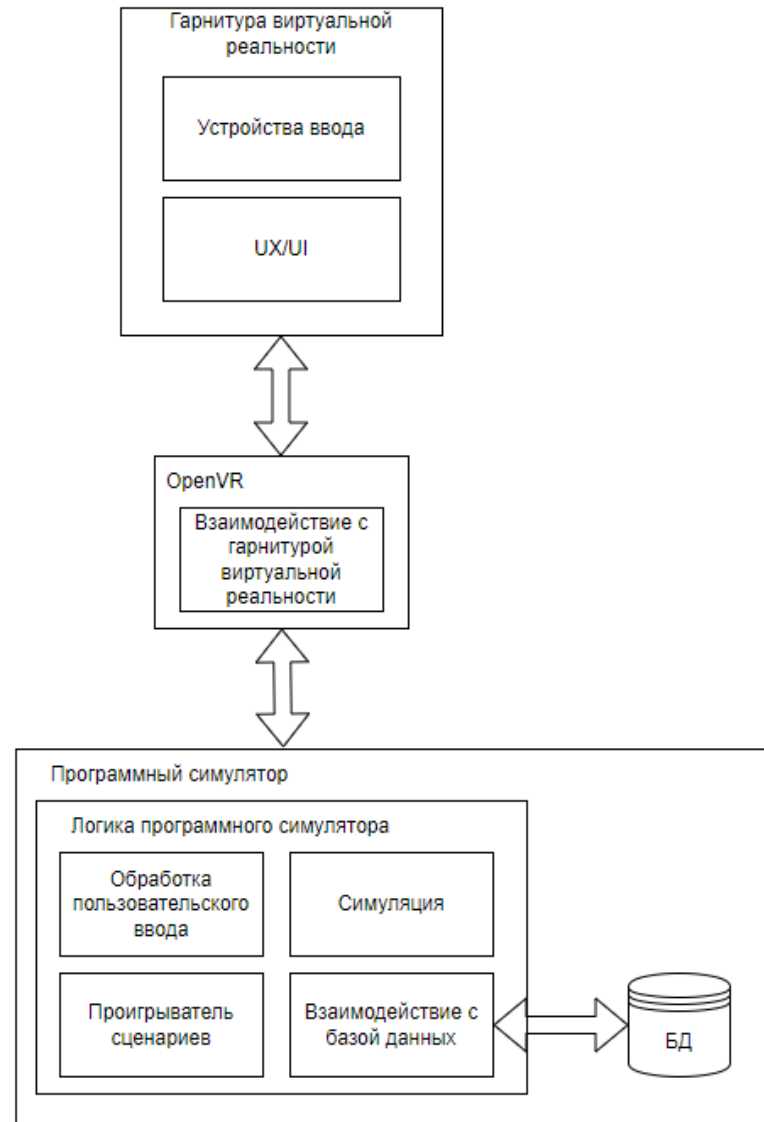 Гарнитура виртуальной
реальности
Устройства ввода
UX/UI
OpenVR
Взаимодействие с
гарнитурой
виртуальной
реальности
Программный симулятор
Логика программного симулятора
Обработка
пользовательского
ввода
Симуляция
Проигрыватель
сценариев
Взаимодействие с
базой данных
БД